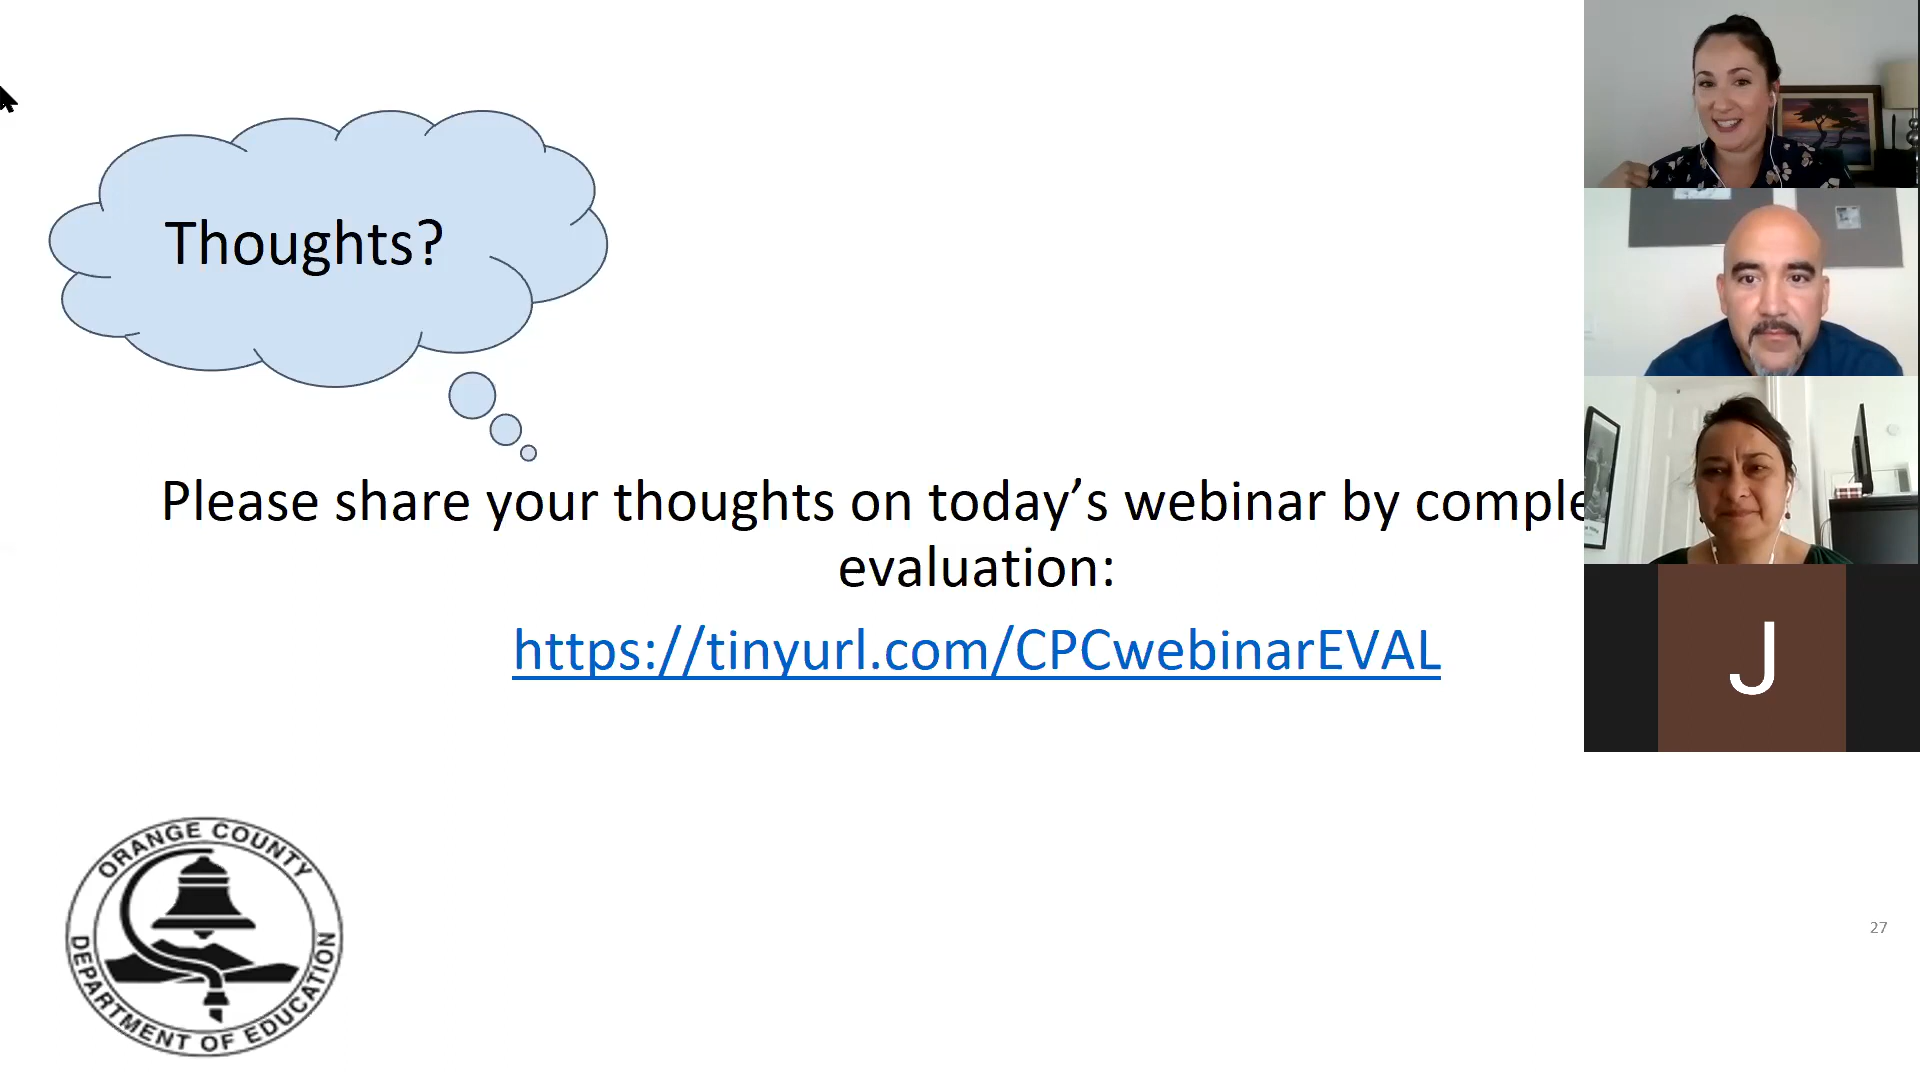 Thoughts?
Please share your thoughts on today's webinar by comple
evaluation:
https://tinyurl.com/CPCwebinarEVAL
J
ORANGE COUNTY
DEPARTMENT OF EDUCATION
27